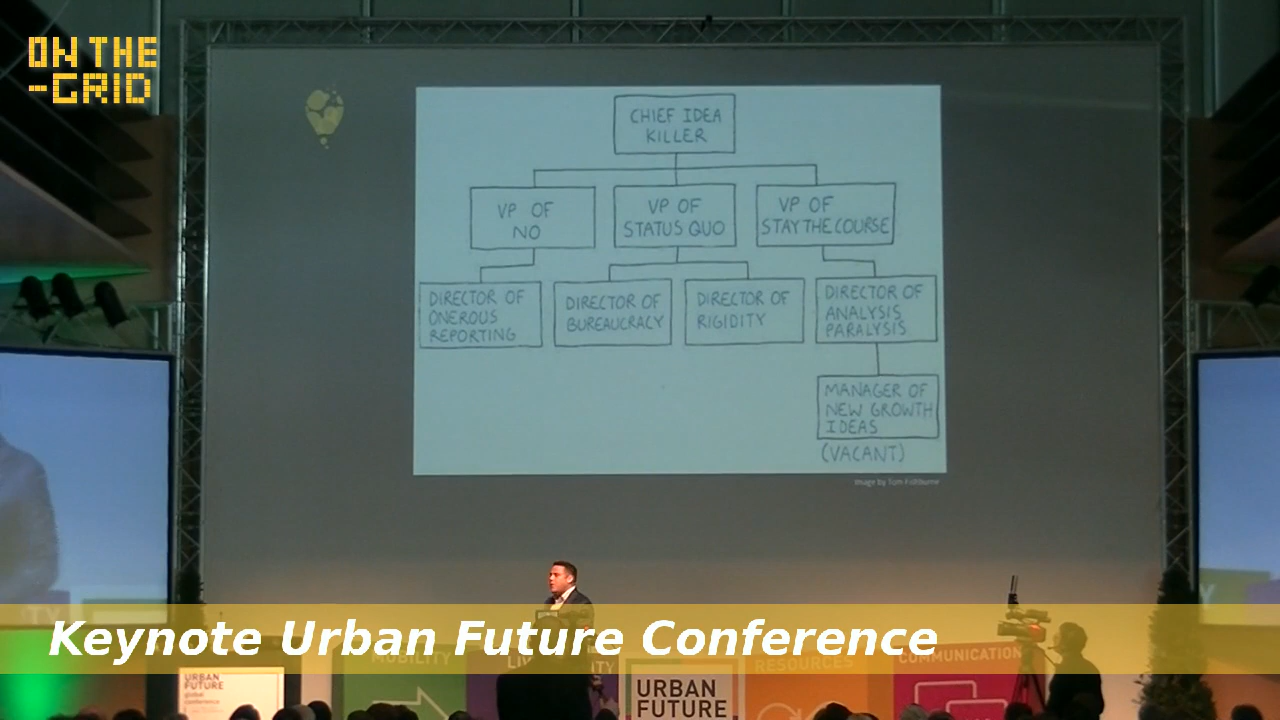 ON THE
-GRID
CHIEF IDEA
KILLER
VP OF
NO
VP OF
STATUS QUO
VP OF
STAY THE COURSE
DIRECTOR OF
ONEROUS
REPORTING
DIRECTOR OF
BUREAUCRACY
DIRECTOR OF
RIGIDITY
DIRECTOR OF
ANALYSIS
PARALYSIS
MANAGER OF
NEW GROWTH
IDEAS
(VACANT)
Image by Tom Fishburne
Keynote Urban Future Conference
MOBILITY
RESOURCES
COMMUNICATION
URBAN
FUTURE
global
conference
URBAN
FUTURE